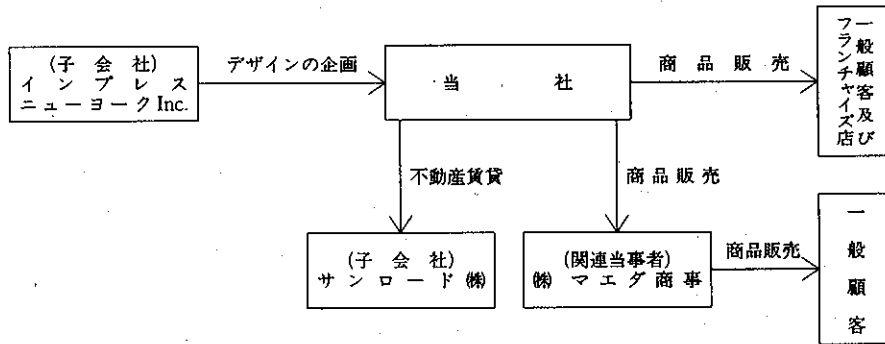 (子会社)
インプレス
ニューヨークInc.
デザインの企画
当社
商品販売
一般顧客及び
フランチャイズ店
不動産賃貸
商品販売
(子会社)
サンロード㈱
(関連当事者)
㈱マエダ商事
商品販売
一般顧客